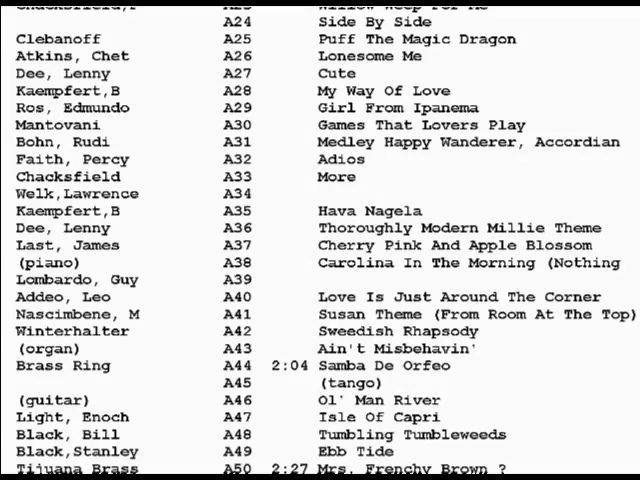 Chacksfield,F A23 Willow Weep For Me
A24 Side By Side
Clebanoff A25 Puff The Magic Dragon
Atkins, Chet A26 Lonesome Me
Dee, Lenny A27 Cute
Kaempfert,B A28 My Way Of Love
Ros, Edmundo A29 Girl From Ipanema
Mantovani A30 Games That Lovers Play
Bohn, Rudi A31 Medley Happy Wanderer, Accordian
Faith, Percy A32 Adios
Chacksfield A33 More
Welk,Lawrence A34
Kaempfert,B A35 Hava Nagela
Dee, Lenny A36 Thoroughly Modern Millie Theme
Last, James A37 Cherry Pink And Apple Blossom
(piano) A38 Carolina In The Morning (Nothing
Lombardo, Guy A39
Addeo, Leo A40 Love Is Just Around The Corner
Nascimbene, M A41 Susan Theme (From Room At The Top)
Winterhalter A42 Sweedish Rhapsody
(organ) A43 Ain't Misbehavin'
Brass Ring A44 2:04 Samba De Orfeo
A45 (tango)
(guitar) A46 Ol' Man River
Light, Enoch A47 Isle Of Capri
Black, Bill A48 Tumbling Tumbleweeds
Black,Stanley A49 Ebb Tide
Tijuana Brass A50 2:27 Mrs. Frenchy Brown ?